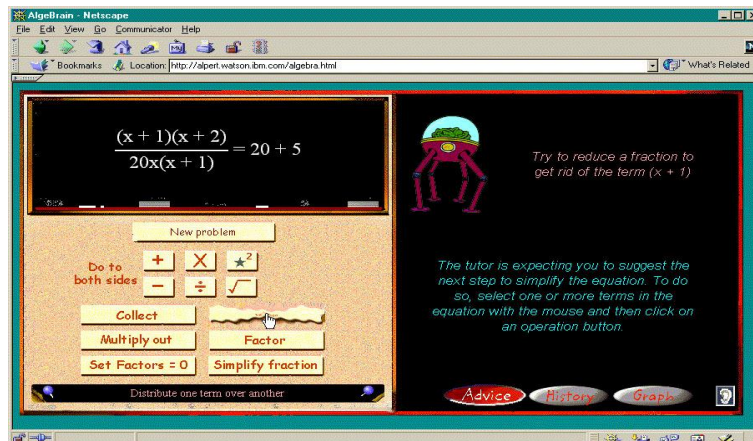 AlgeBrain - Netscape
File Edit View Go Communicator Help
Bookmarks Location: http://alpert.watson.ibm.com/algebra.html What's Related
(x + 1)(x + 2)
20x(x + 1)
= 20 + 5
New problem
Do to
both sides
+ X ★²
− ÷ √
Collect
Multiply out Factor
Set Factors = 0 Simplify fraction
Distribute one term over another
Try to reduce a fraction to
get rid of the term (x + 1)
The tutor is expecting you to suggest the
next step to simplify the equation. To do
so, select one or more terms in the
equation with the mouse and then click on
an operation button.
Advice History Graph